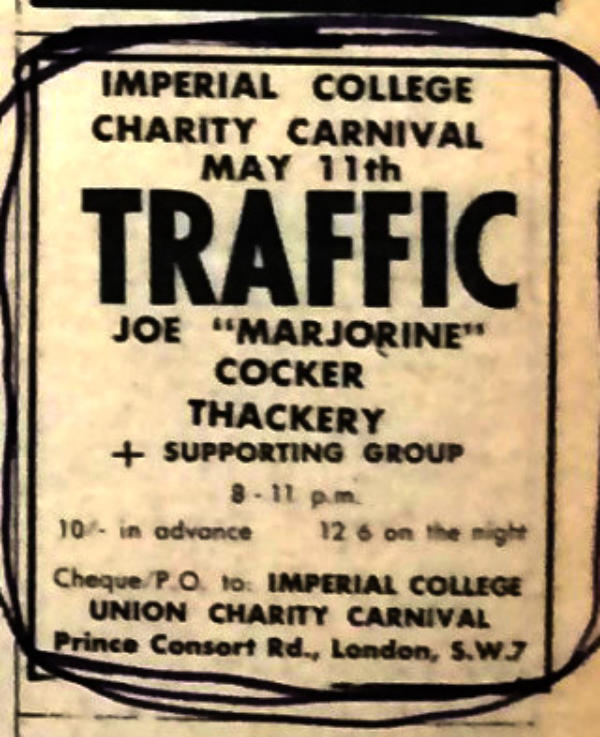 IMPERIAL COLLEGE
CHARITY CARNIVAL
MAY 11th
TRAFFIC
JOE "MARJORINE"
COCKER
THACKERY
+ SUPPORTING GROUP
8 - 11 p.m.
10/- in advance 12 6 on the night
Cheque/P.O. to: IMPERIAL COLLEGE
UNION CHARITY CARNIVAL
Prince Consort Rd., London, S.W.7